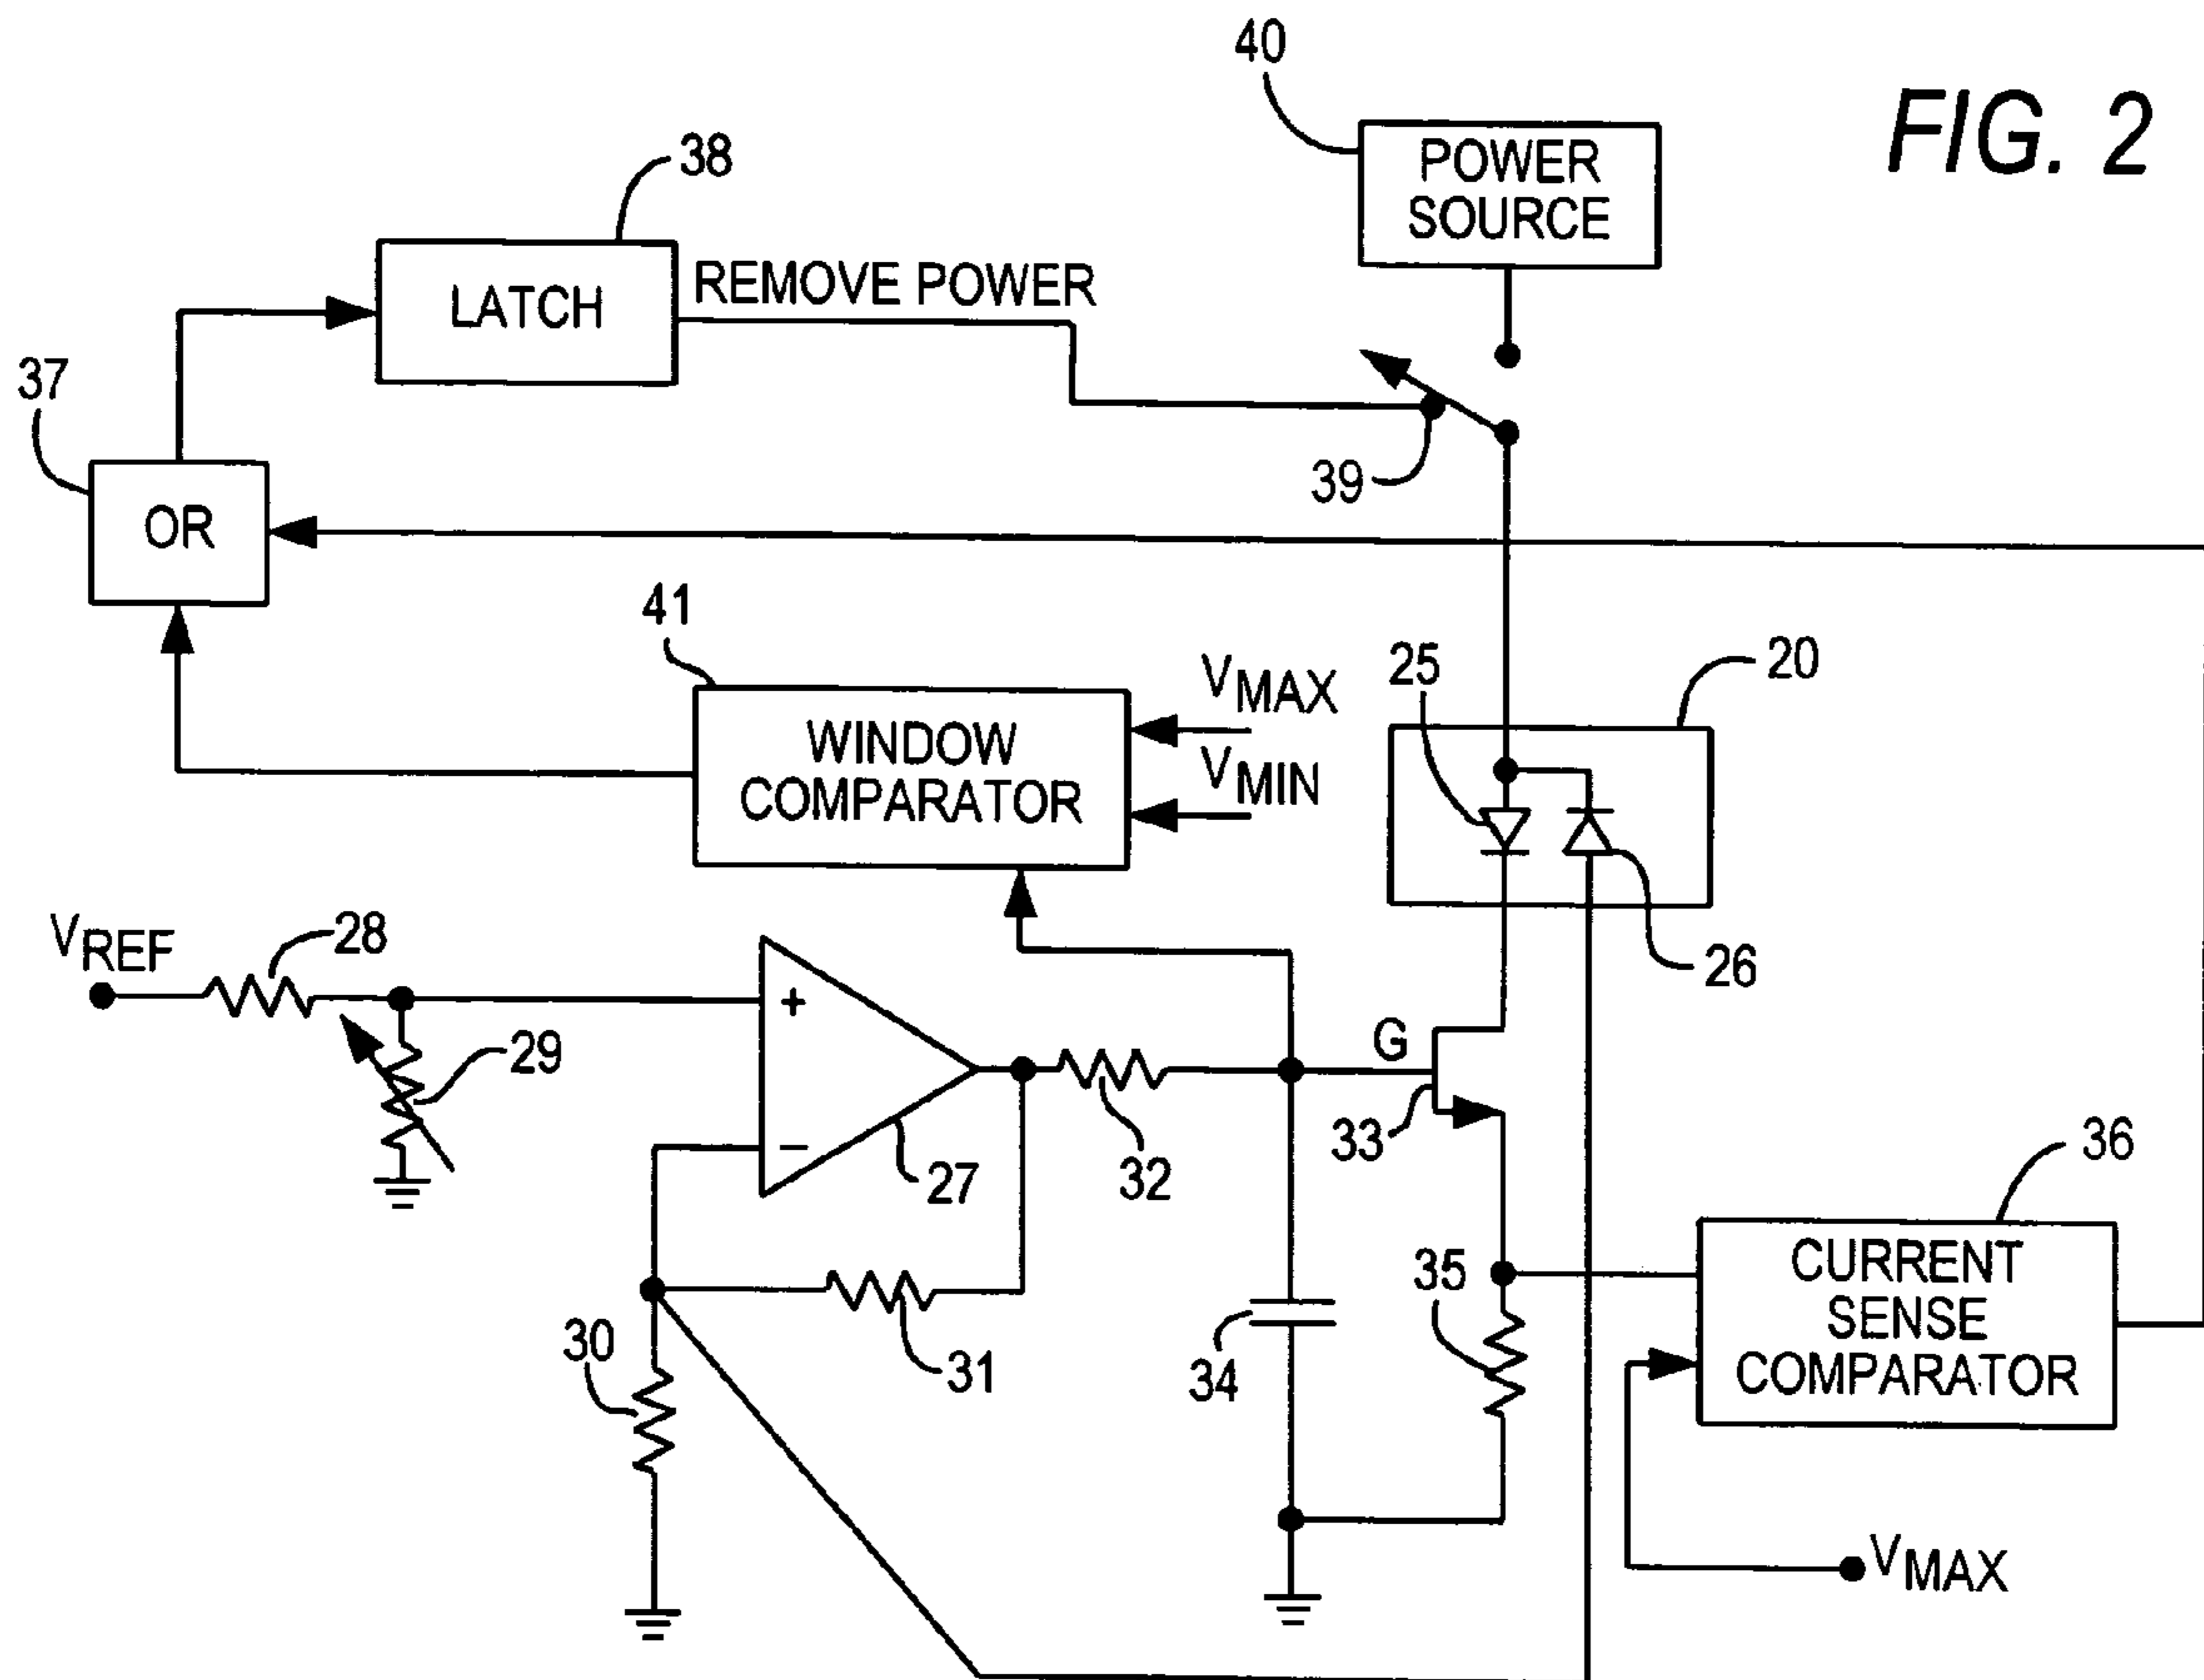 FIG. 2
40
POWER
SOURCE
38
LATCH
REMOVE POWER
37
OR
39
41
WINDOW
COMPARATOR
VMAX
VMIN
25
20
26
VREF
28
29
+
−
27
32
G
33
36
CURRENT
SENSE
COMPARATOR
30
31
34
35
VMAX